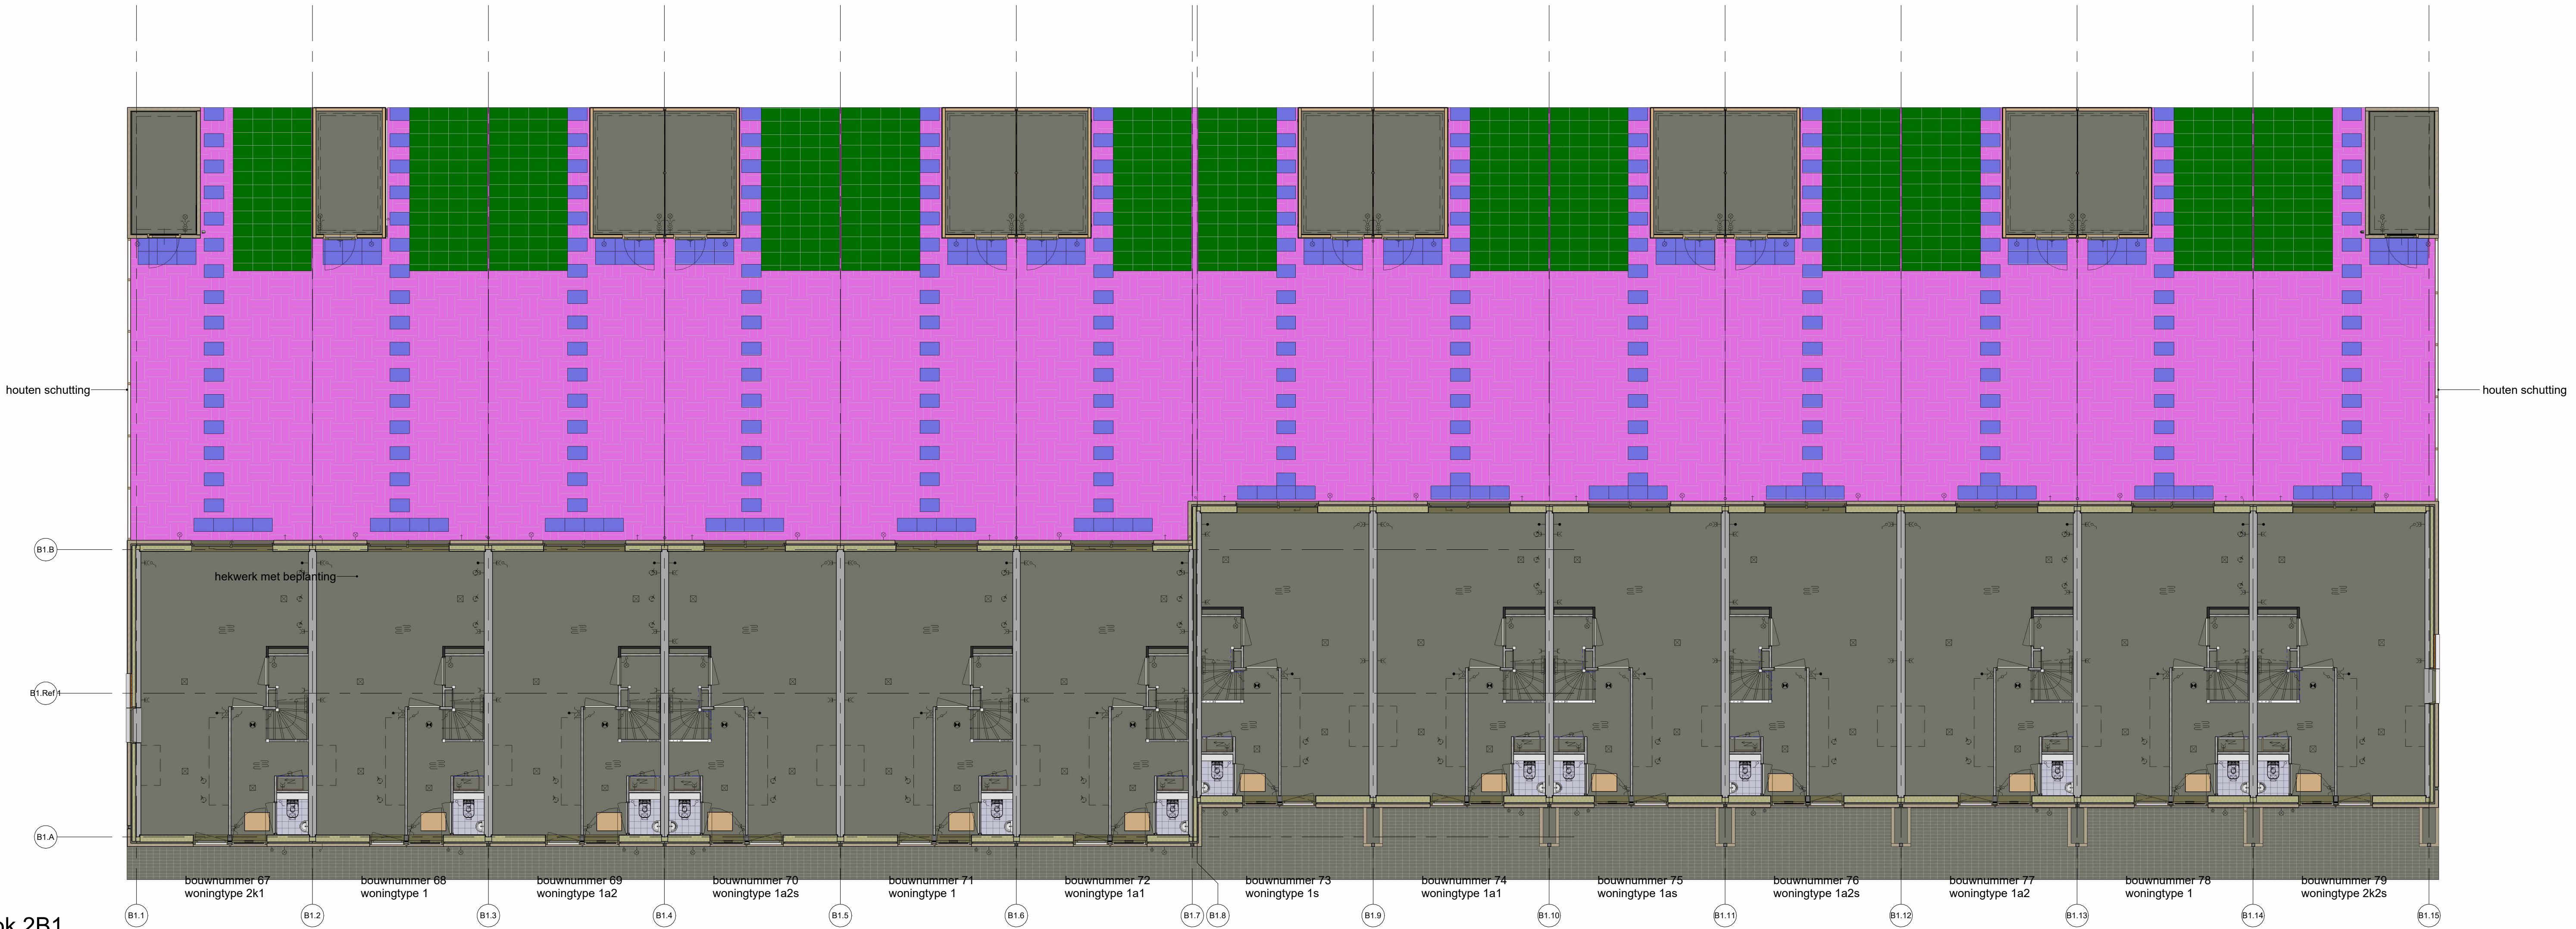 houten schutting
houten schutting
B1.B
hekwerk met beplanting
B1.Ref 1
B1.A
bouwnummer 67
woningtype 2k1
bouwnummer 68
woningtype 1
bouwnummer 69
woningtype 1a2
bouwnummer 70
woningtype 1a2s
bouwnummer 71
woningtype 1
bouwnummer 72
woningtype 1a1
bouwnummer 73
woningtype 1s
bouwnummer 74
woningtype 1a1
bouwnummer 75
woningtype 1as
bouwnummer 76
woningtype 1a2s
bouwnummer 77
woningtype 1a2
bouwnummer 78
woningtype 1
bouwnummer 79
woningtype 2k2s
B1.1
B1.2
B1.3
B1.4
B1.5
B1.6
B1.7
B1.8
B1.9
B1.10
B1.11
B1.12
B1.13
B1.14
B1.15
ok 2B1